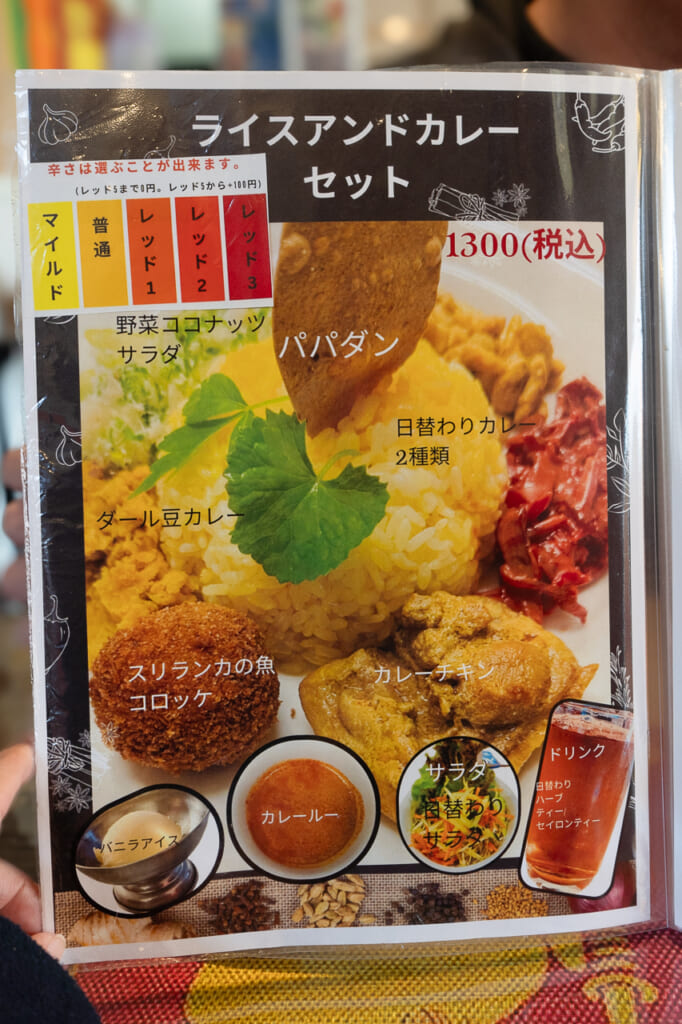 ライスアンドカレー
セット
辛さは選ぶことが出来ます。
(レッド5まで0円。レッド5から+100円)
マイルド
普通
レッド1
レッド2
レッド3
1300(税込)
野菜ココナッツ
サラダ
パパダン
日替わりカレー
2種類
ダール豆カレー
スリランカの魚
コロッケ
カレーチキン
ドリンク
日替わり
ハーブ
ティー/
セイロンティー
サラダ
日替わり
サラダ
カレールー
バニラアイス